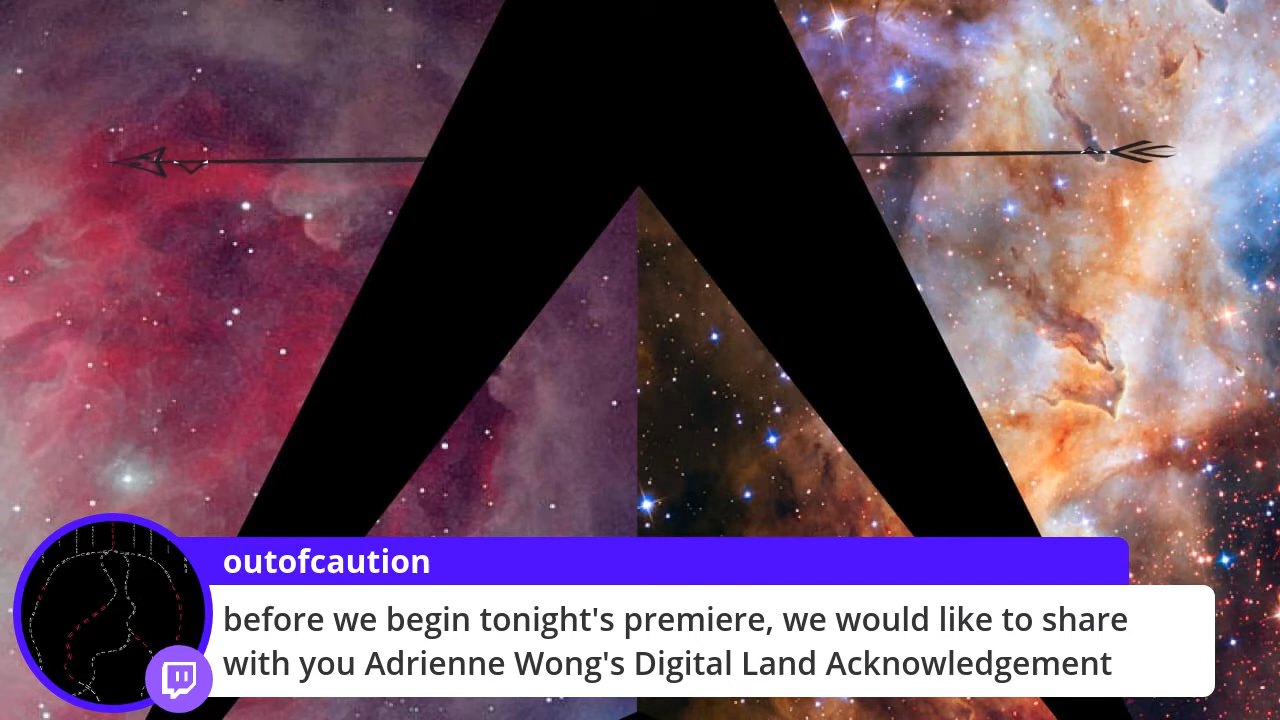 outofcaution
before we begin tonight's premiere, we would like to share
with you Adrienne Wong's Digital Land Acknowledgement